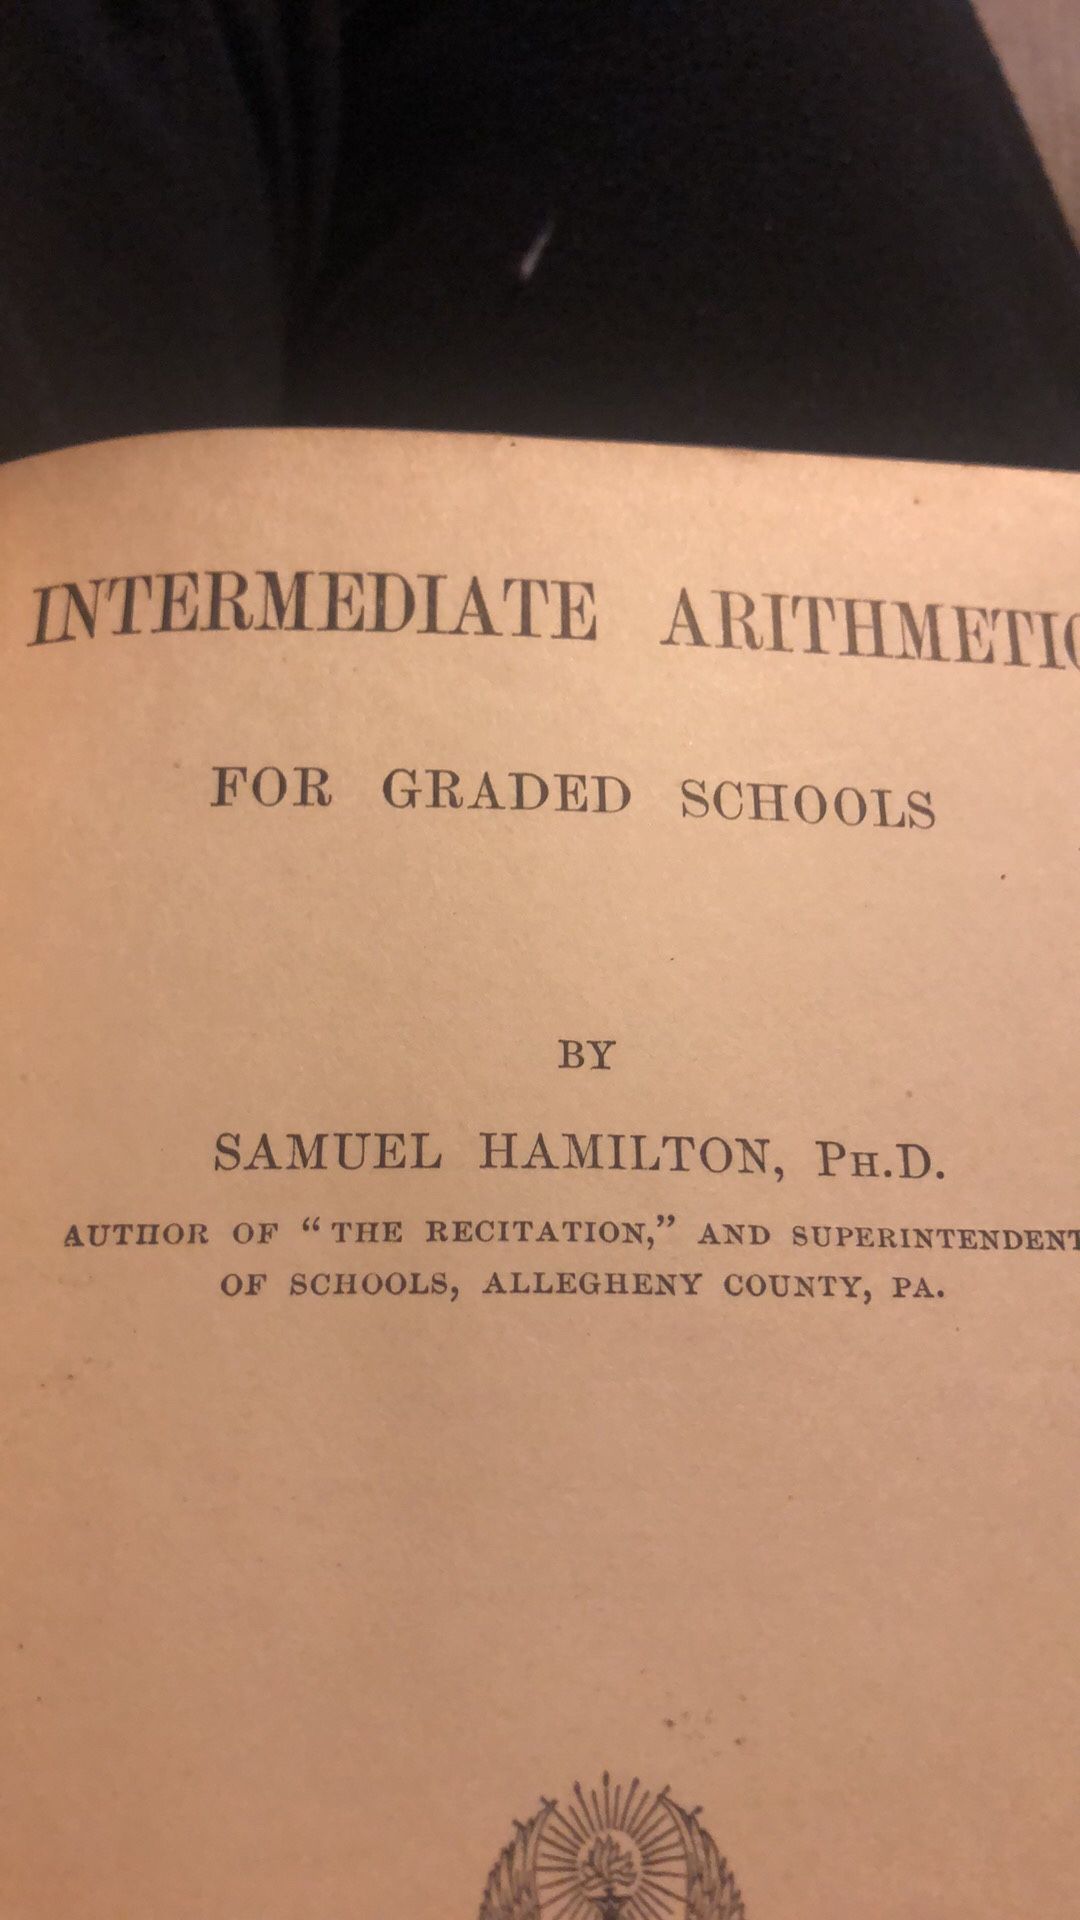 INTERMEDIATE ARITHMETIC
FOR GRADED SCHOOLS
BY
SAMUEL HAMILTON, PH.D.
AUTHOR OF "THE RECITATION," AND SUPERINTENDENT
OF SCHOOLS, ALLEGHENY COUNTY, PA.